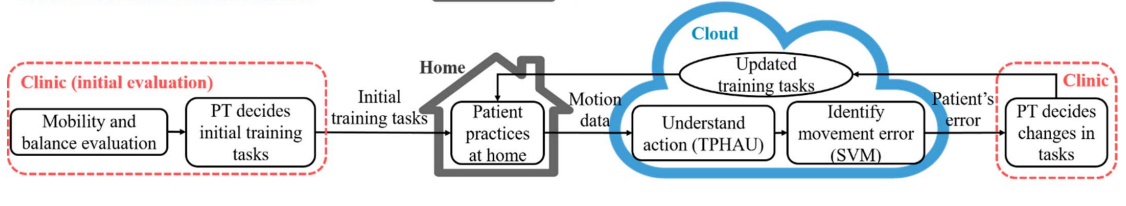 Clinic (initial evaluation)
Mobility and
balance evaluation
PT decides
initial training
tasks
Initial
training tasks
Home
Patient
practices
at home
Motion
data
Cloud
Updated
training tasks
Understand
action (TPHAU)
Identify
movement error
(SVM)
Patient's
error
Clinic
PT decides
changes in
tasks